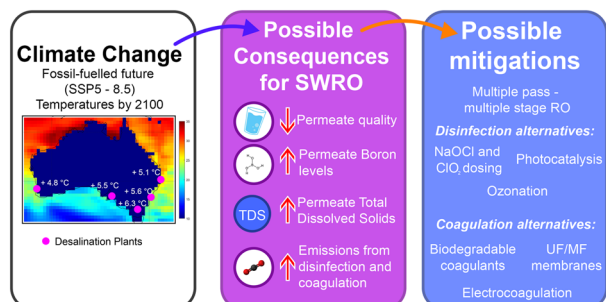 Climate Change
Fossil-fuelled future
(SSP5 - 8.5)
Temperatures by 2100
+ 4.8 °C
+ 5.5 °C
+ 5.1 °C
+ 5.6 °C
+ 6.3 °C
Desalination Plants
Possible
Consequences
for SWRO
Permeate quality
Permeate Boron
levels
TDS
Permeate Total
Dissolved Solids
Emissions from
disinfection and
coagulation
Possible
mitigations
Multiple pass -
multiple stage RO
Disinfection alternatives:
NaOCl and
ClO₂ dosing
Photocatalysis
Ozonation
Coagulation alternatives:
Biodegradable
coagulants
UF/MF
membranes
Electrocoagulation